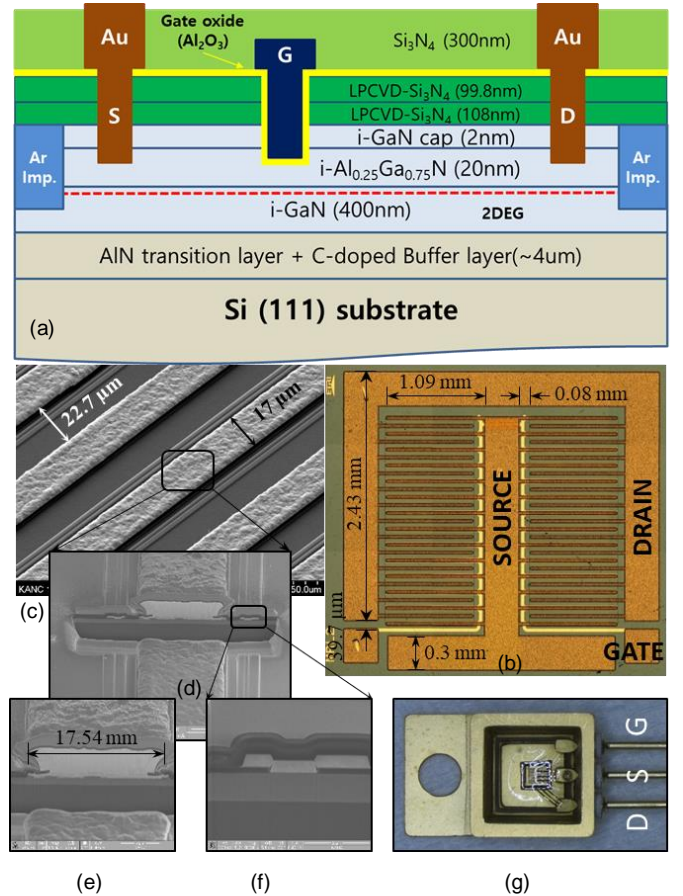 Gate oxide
(Al₂O₃)
Au
G
Si₃N₄ (300nm)
Au
LPCVD-Si₃N₄ (99.8nm)
S
LPCVD-Si₃N₄ (108nm)
D
i-GaN cap (2nm)
Ar
Imp.
i-Al₀.₂₅Ga₀.₇₅N (20nm)
Ar
Imp.
i-GaN (400nm)
2DEG
AlN transition layer + C-doped Buffer layer(~4um)
Si (111) substrate
(a)
22.7 µm
17 µm
KANC
50.0um
(c)
1.09 mm
0.08 mm
2.43 mm
SOURCE
DRAIN
µm
0.3 mm
GATE
(b)
(d)
17.54 mm
(e)
(f)
G
S
D
(g)